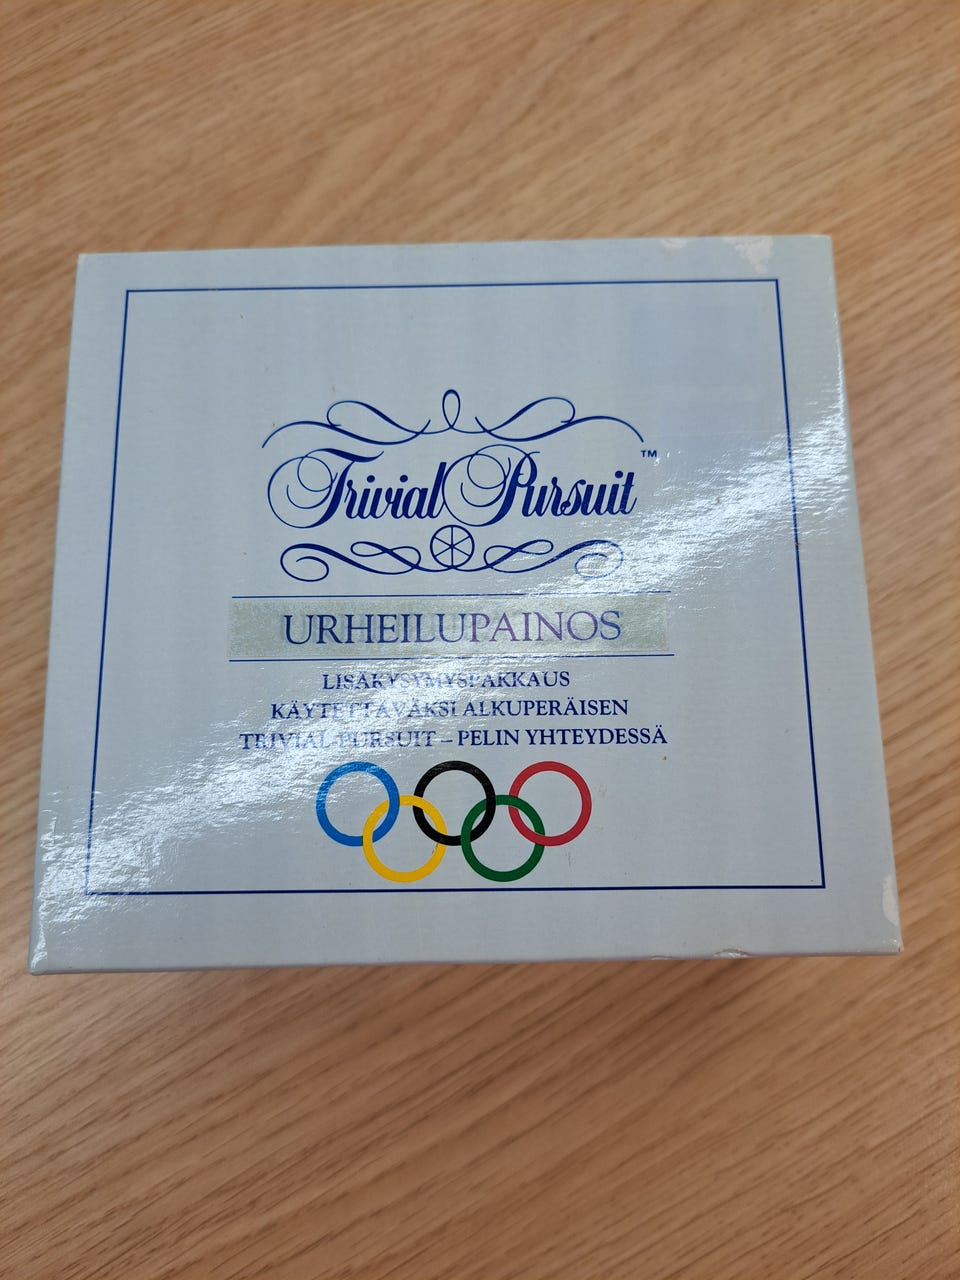 Trivial Pursuit™
URHEILUPAINOS
LISÄKYSYMYSPAKKAUS
KÄYTETTÄVÄKSI ALKUPERÄISEN
TRIVIAL PURSUIT – PELIN YHTEYDESSÄ